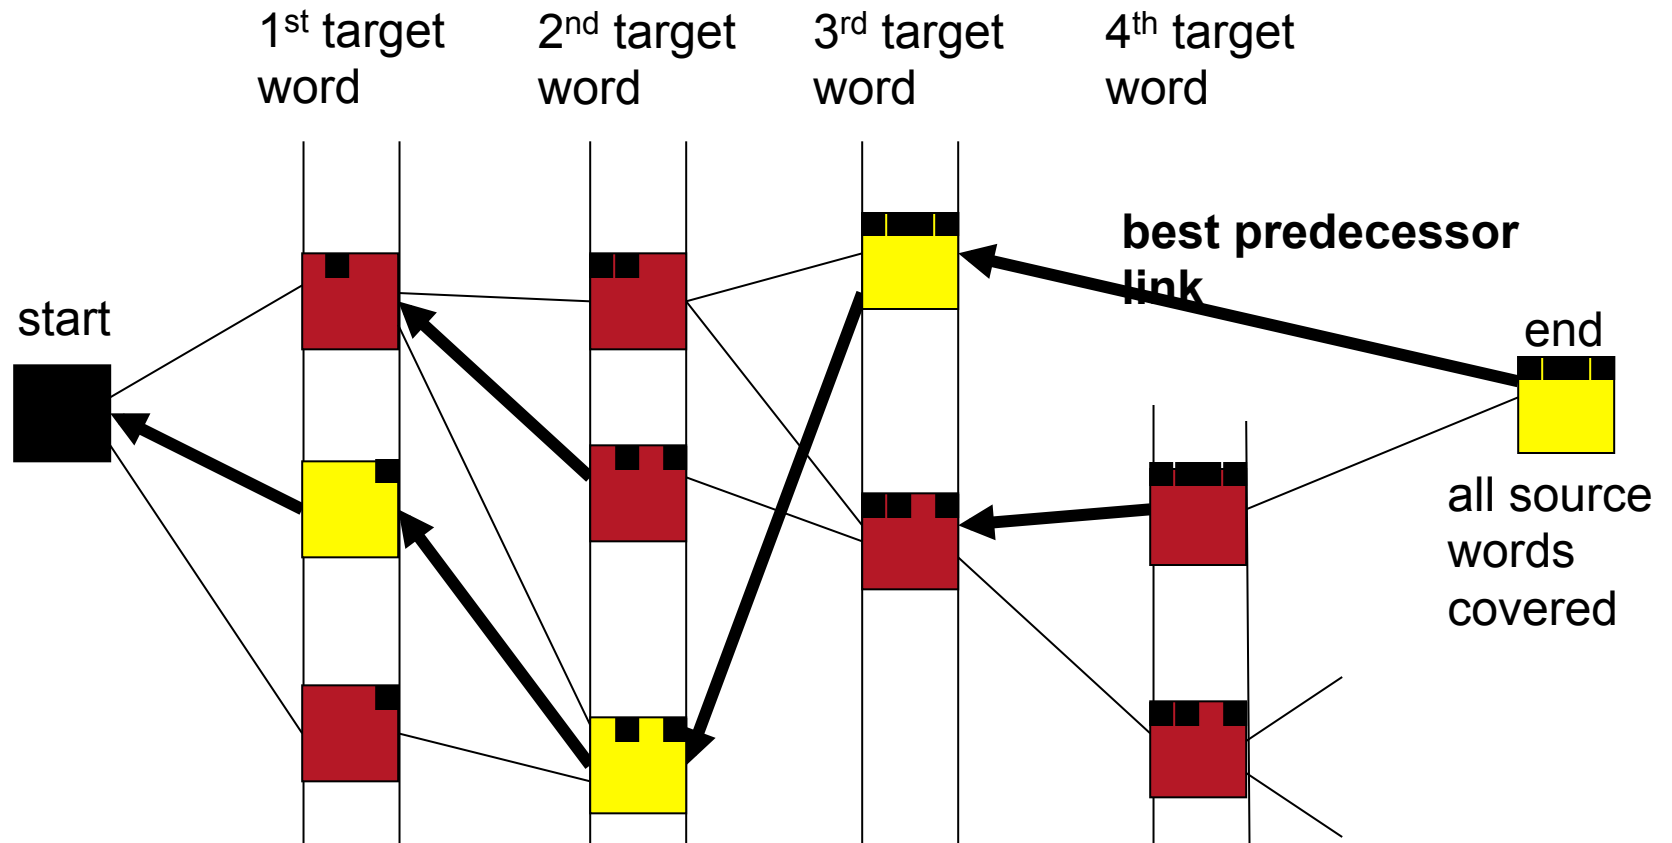 1st target
word
2nd target
word
3rd target
word
4th target
word
best predecessor
link
start
end
all source
words
covered